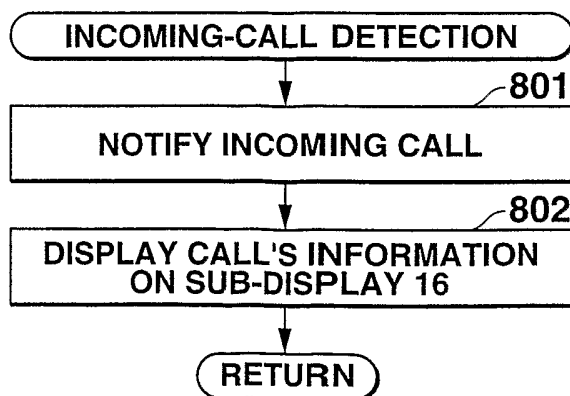 INCOMING-CALL DETECTION
801
NOTIFY INCOMING CALL
802
DISPLAY CALL'S INFORMATION
ON SUB-DISPLAY 16
RETURN